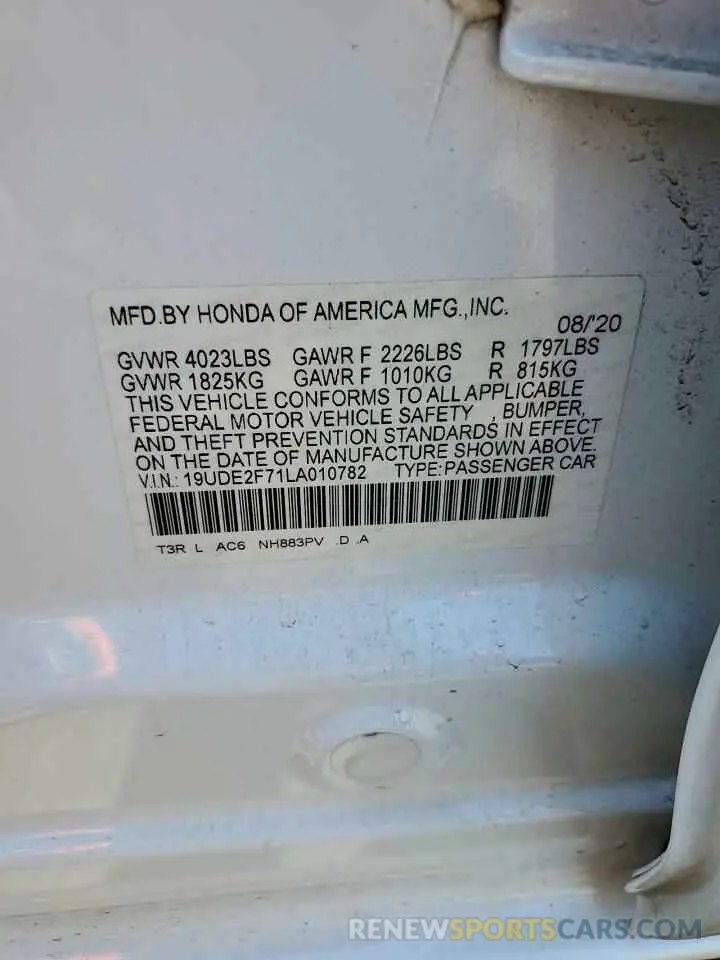 MFD.BY HONDA OF AMERICA MFG.,INC. 08/'20
GVWR 4023LBS GAWR F 2226LBS R 1797LBS
GVWR 1825KG GAWR F 1010KG R 815KG
THIS VEHICLE CONFORMS TO ALL APPLICABLE
FEDERAL MOTOR VEHICLE SAFETY , BUMPER,
AND THEFT PREVENTION STANDARDS IN EFFECT
ON THE DATE OF MANUFACTURE SHOWN ABOVE.
V.I.N.: 19UDE2F71LA010782 TYPE:PASSENGER CAR
T3R L AC6 NH883PV .D .A
RENEWSPORTSCARS.COM